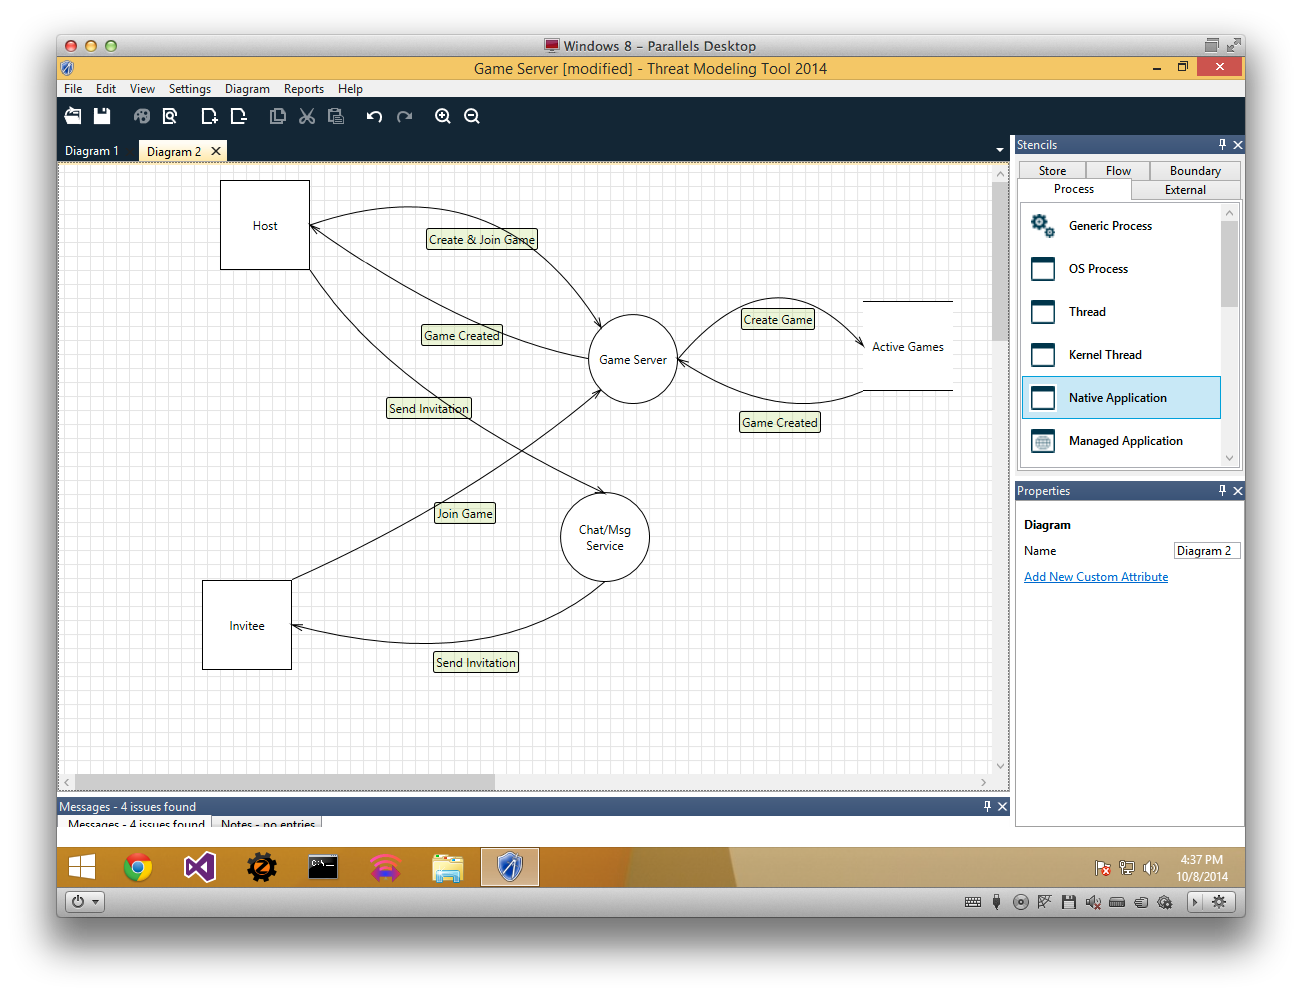 Windows 8 - Parallels Desktop
Game Server [modified] - Threat Modeling Tool 2014
File Edit View Settings Diagram Reports Help
Diagram 1
Diagram 2
Stencils
Store Flow Boundary
Process External
Generic Process
OS Process
Thread
Kernel Thread
Native Application
Managed Application
Host
Create & Join Game
Game Created
Create Game
Game Server
Active Games
Send Invitation
Game Created
Join Game
Chat/Msg
Service
Invitee
Send Invitation
Properties
Diagram
Name Diagram 2
Add New Custom Attribute
Messages - 4 issues found
Messages - 4 issues found Notes - no entries
C:\
4:37 PM
10/8/2014